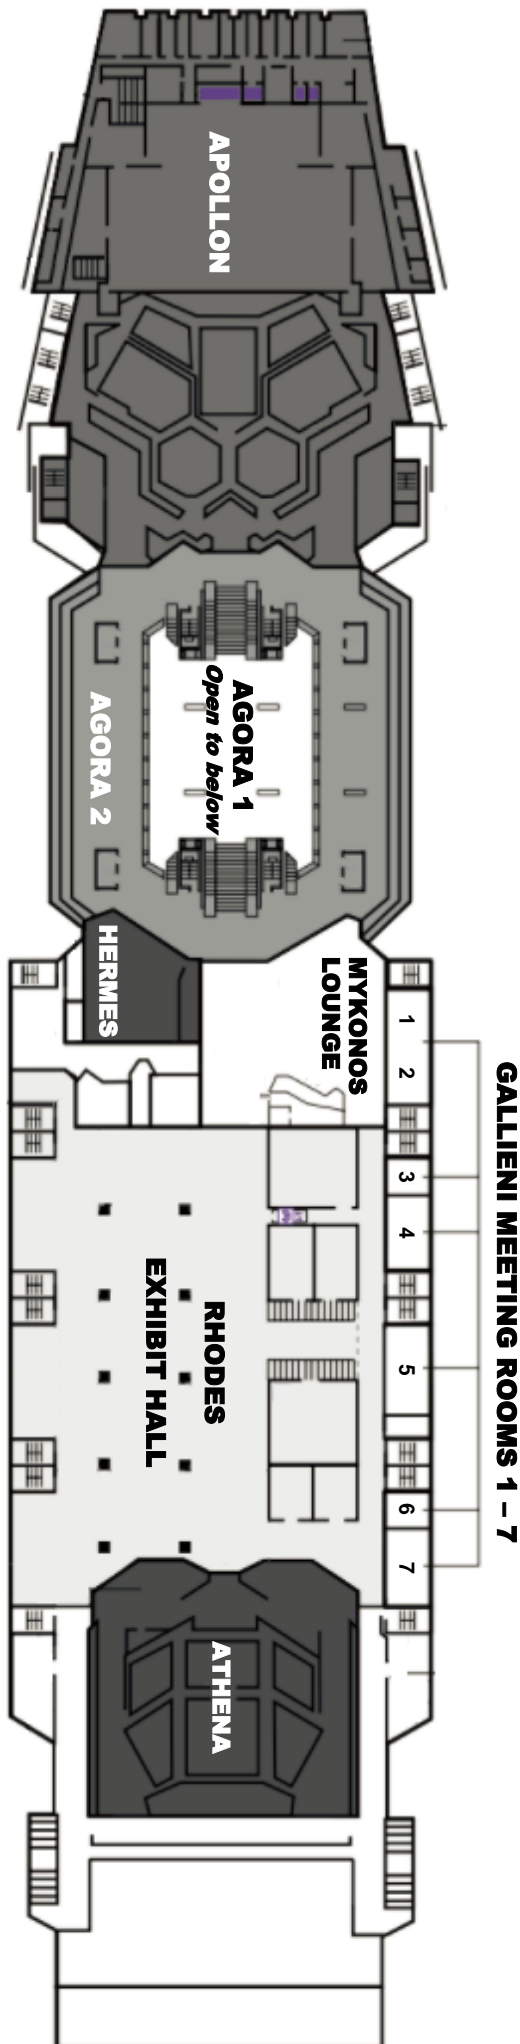 APOLLON
AGORA 1
Open to below
AGORA 2
HERMES
MYKONOS
LOUNGE
GALLIENI MEETING ROOMS 1 – 7
1
2
3
4
5
6
7
RHODES
EXHIBIT HALL
ATHENA